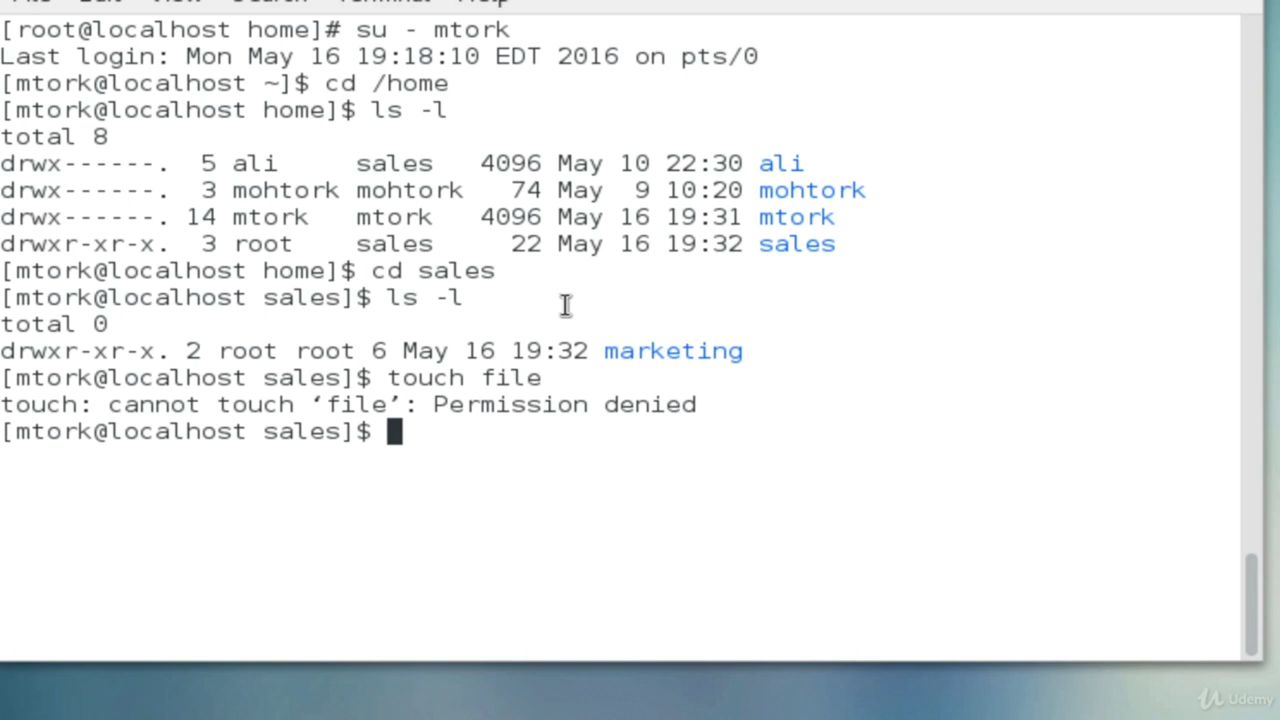 [root@localhost home]# su - mtork
Last login: Mon May 16 19:18:10 EDT 2016 on pts/0
[mtork@localhost ~]$ cd /home
[mtork@localhost home]$ ls -l
total 8
drwx------.  5 ali     sales   4096 May 10 22:30 ali
drwx------.  3 mohtork mohtork   74 May  9 10:20 mohtork
drwx------. 14 mtork   mtork   4096 May 16 19:31 mtork
drwxr-xr-x.  3 root    sales     22 May 16 19:32 sales
[mtork@localhost home]$ cd sales
[mtork@localhost sales]$ ls -l
total 0
drwxr-xr-x. 2 root root 6 May 16 19:32 marketing
[mtork@localhost sales]$ touch file
touch: cannot touch ‘file’: Permission denied
[mtork@localhost sales]$
Udemy